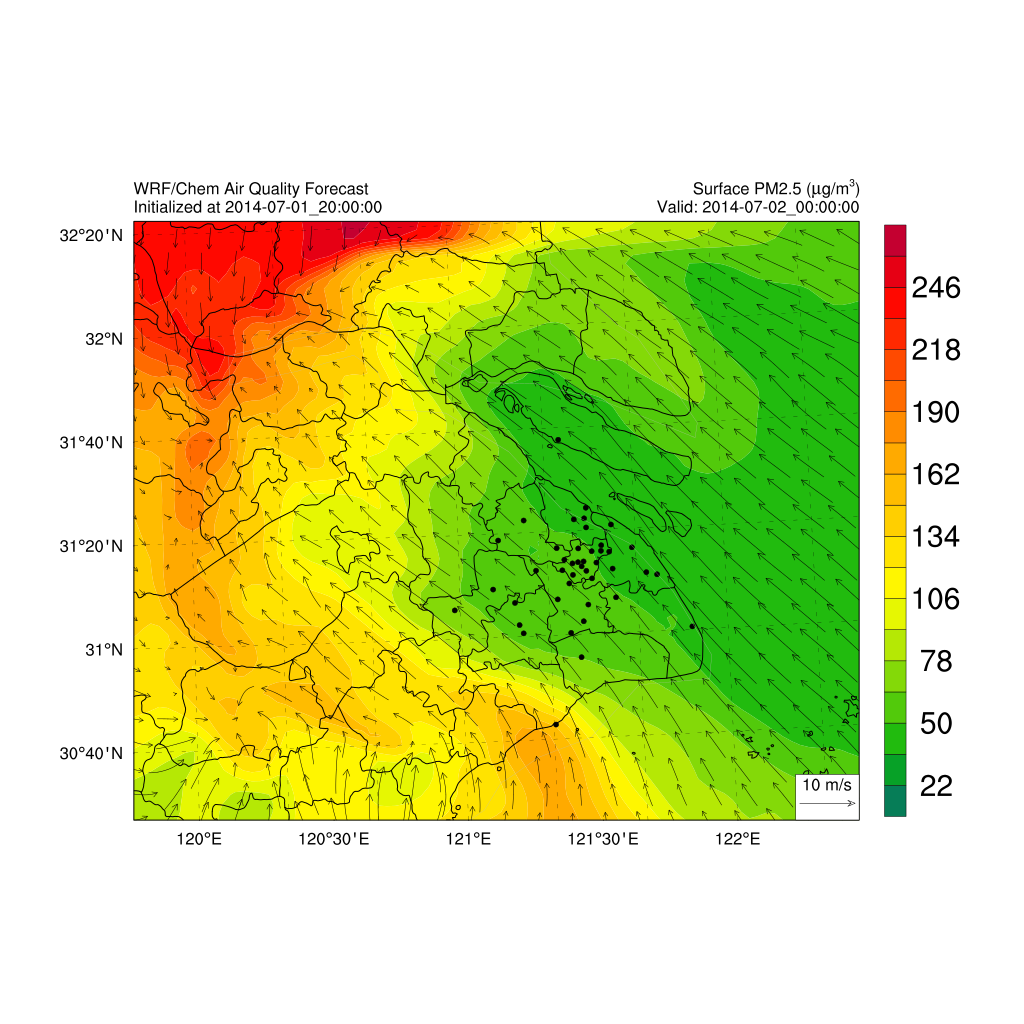 WRF/Chem Air Quality Forecast
Surface PM2.5 (μg/m³)
Initialized at 2014-07-01_20:00:00
Valid: 2014-07-02_00:00:00
32°20'N
32°N
31°40'N
31°20'N
31°N
30°40'N
120°E
120°30'E
121°E
121°30'E
122°E
10 m/s
246
218
190
162
134
106
78
50
22